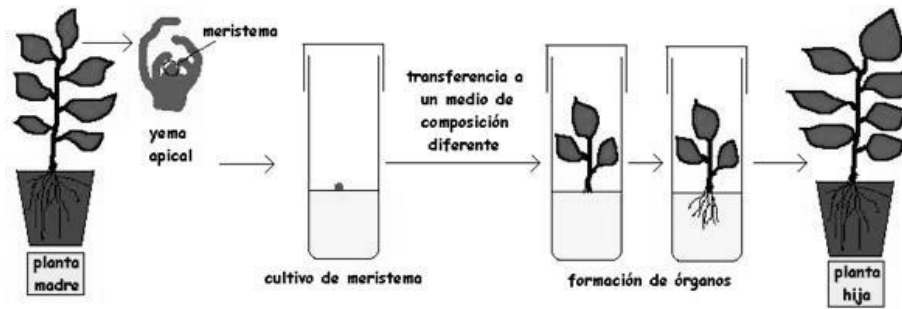 meristema
yema
apical
planta
madre
cultivo de meristema
transferencia a
un medio de
composición
diferente
formación de órganos
planta
hija